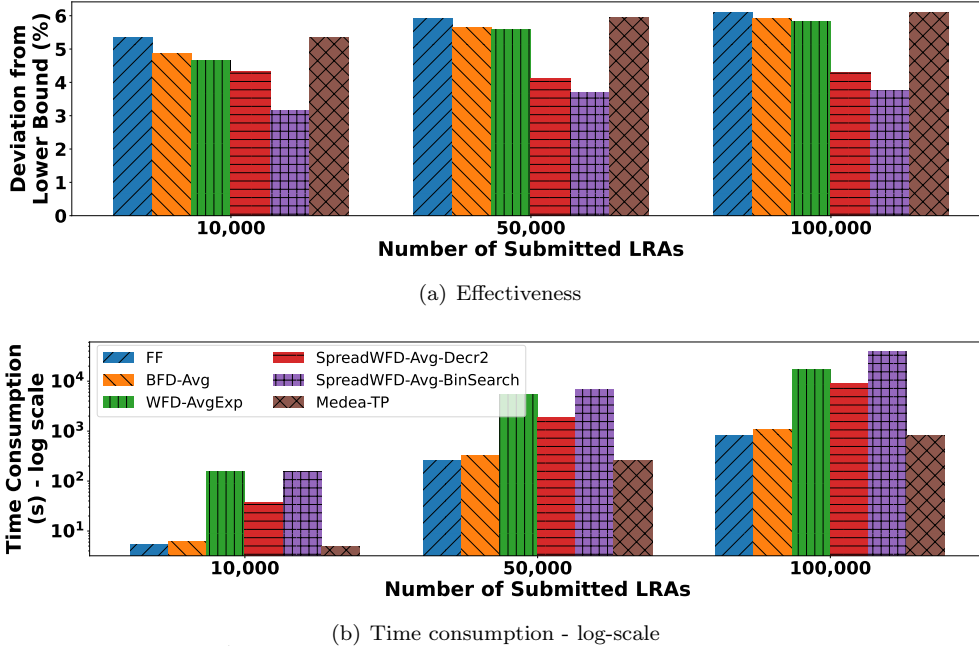 Deviation from
Lower Bound (%)
6
5
4
3
2
1
0
10,000
50,000
100,000
Number of Submitted LRAs
(a) Effectiveness
Time Consumption
(s) - log scale
10^4
10^3
10^2
10^1
FF
BFD-Avg
WFD-AvgExp
SpreadWFD-Avg-Decr2
SpreadWFD-Avg-BinSearch
Medea-TP
10,000
50,000
100,000
Number of Submitted LRAs
(b) Time consumption - log-scale